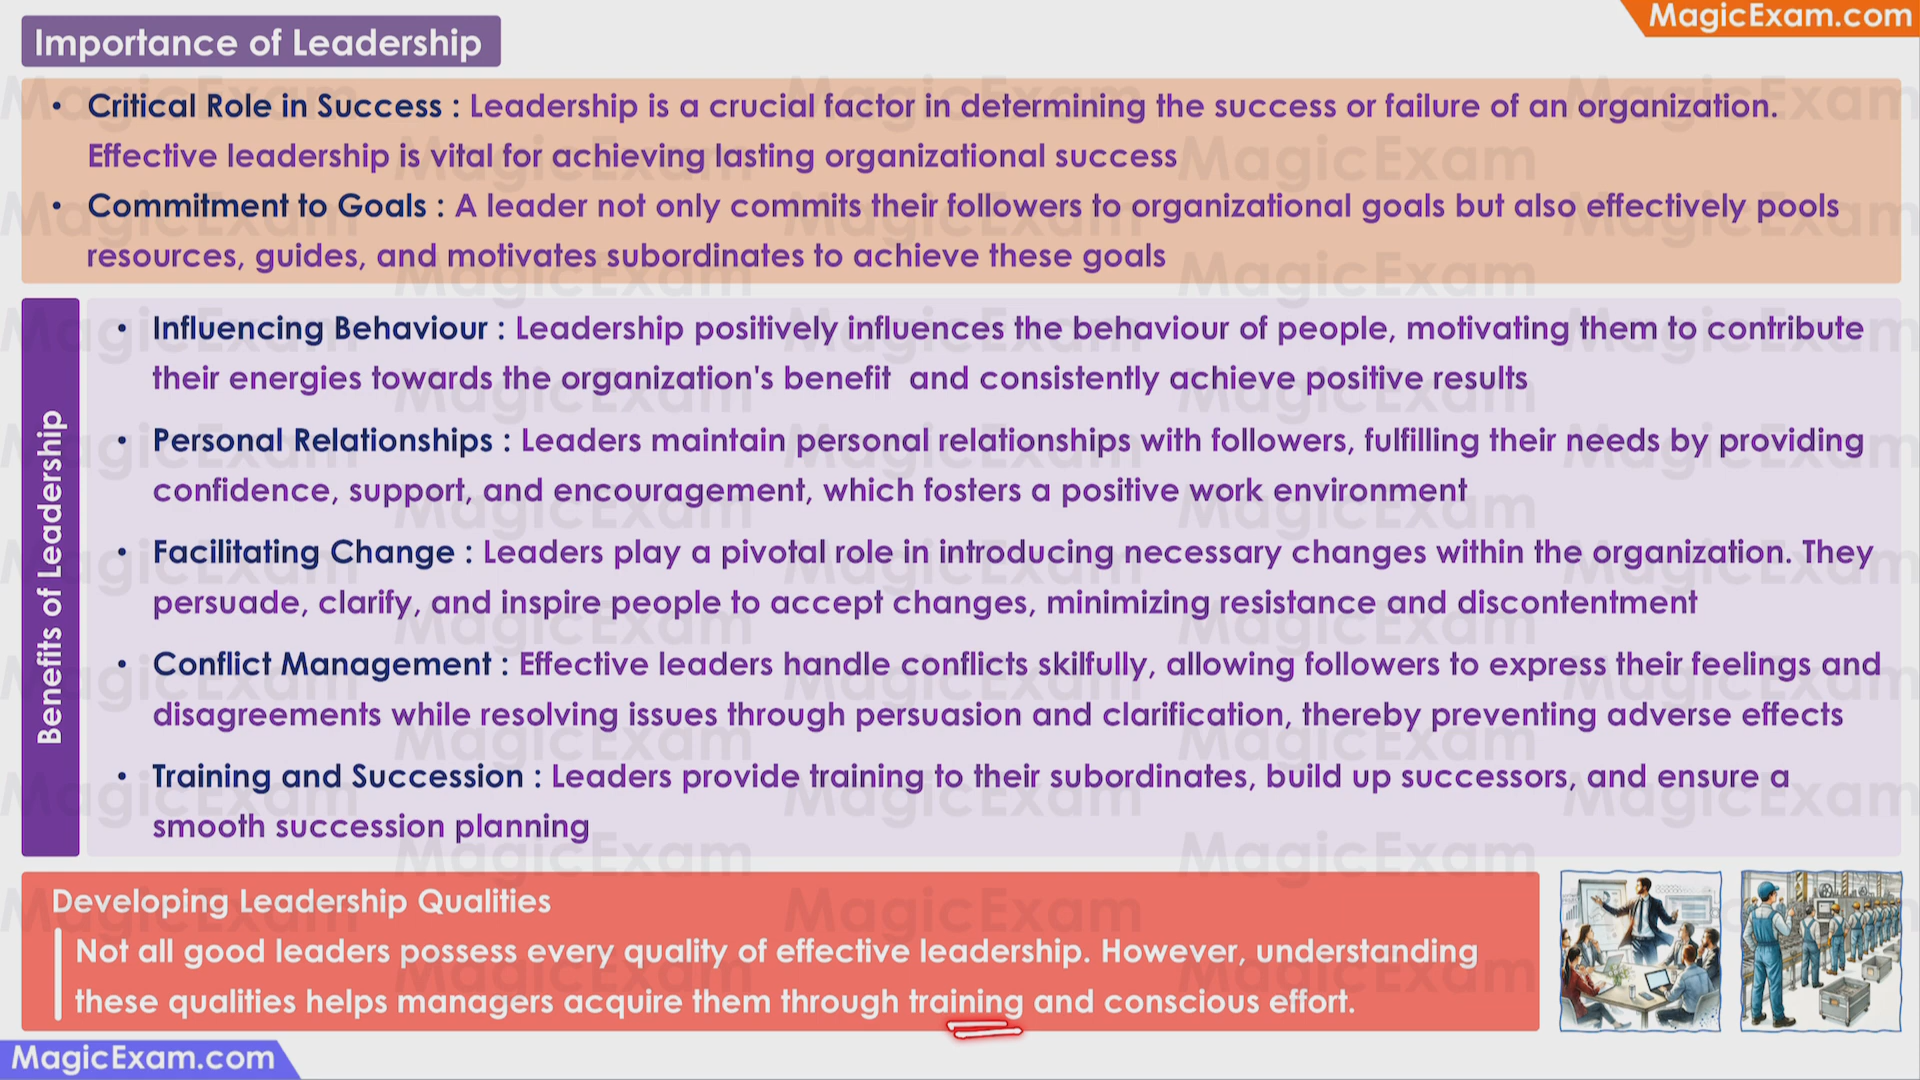 Importance of Leadership
MagicExam.com
• Critical Role in Success : Leadership is a crucial factor in determining the success or failure of an organization.
Effective leadership is vital for achieving lasting organizational success
• Commitment to Goals : A leader not only commits their followers to organizational goals but also effectively pools
resources, guides, and motivates subordinates to achieve these goals
Benefits of Leadership
• Influencing Behaviour : Leadership positively influences the behaviour of people, motivating them to contribute
their energies towards the organization's benefit and consistently achieve positive results
• Personal Relationships : Leaders maintain personal relationships with followers, fulfilling their needs by providing
confidence, support, and encouragement, which fosters a positive work environment
• Facilitating Change : Leaders play a pivotal role in introducing necessary changes within the organization. They
persuade, clarify, and inspire people to accept changes, minimizing resistance and discontentment
• Conflict Management : Effective leaders handle conflicts skilfully, allowing followers to express their feelings and
disagreements while resolving issues through persuasion and clarification, thereby preventing adverse effects
• Training and Succession : Leaders provide training to their subordinates, build up successors, and ensure a
smooth succession planning
Developing Leadership Qualities
Not all good leaders possess every quality of effective leadership. However, understanding
these qualities helps managers acquire them through training and conscious effort.
MagicExam.com